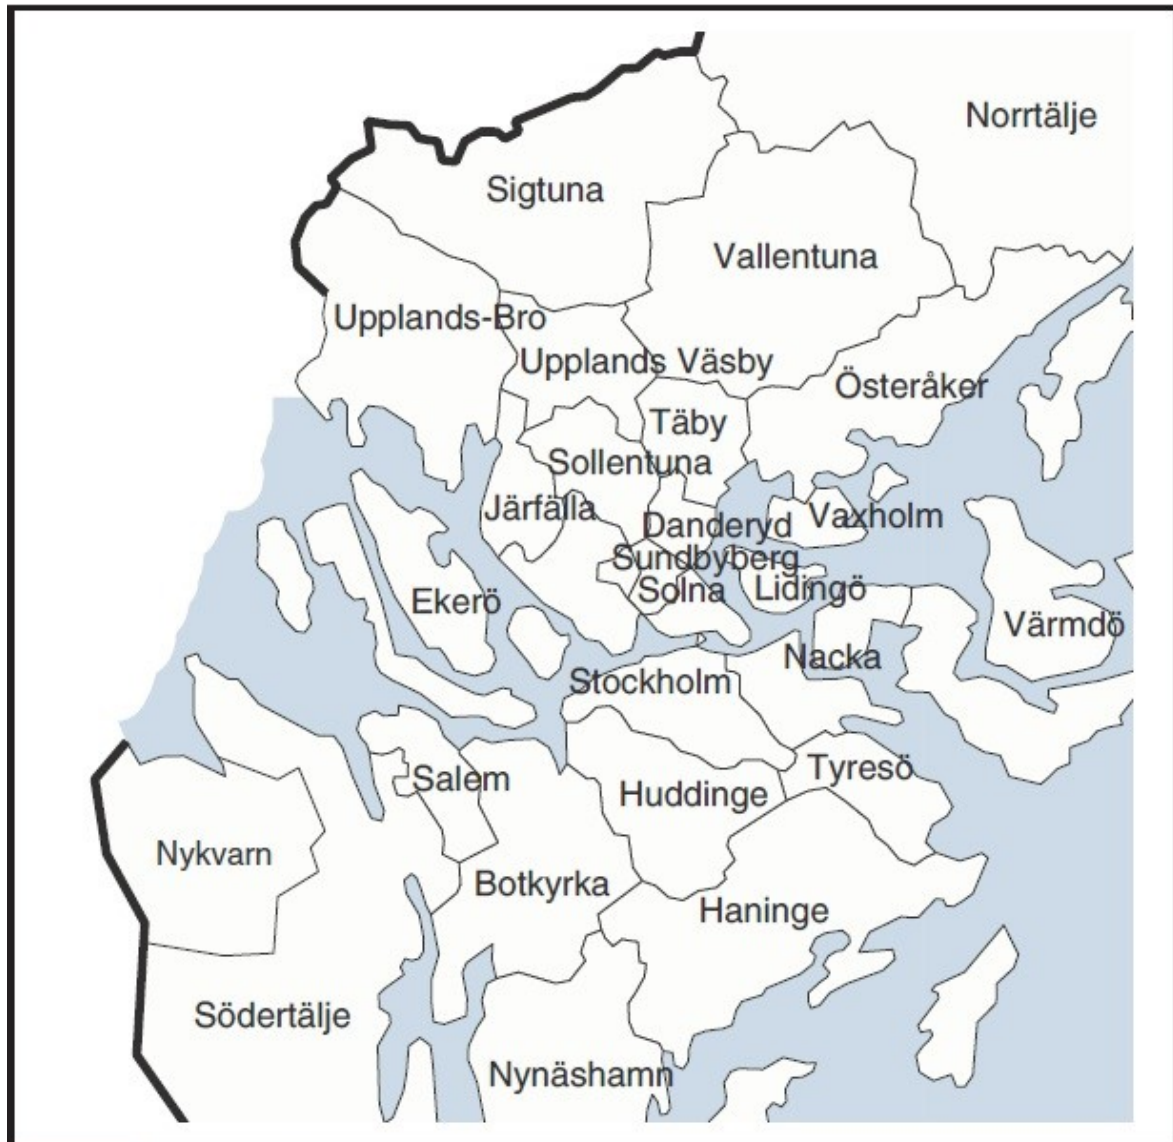 Norrtälje
Sigtuna
Vallentuna
Upplands-Bro
Upplands Väsby
Österåker
Täby
Sollentuna
Järfälla
Danderyd
Vaxholm
Sundbyberg
Solna
Lidingö
Ekerö
Värmdö
Nacka
Stockholm
Tyresö
Salem
Huddinge
Nykvarn
Botkyrka
Haninge
Södertälje
Nynäshamn